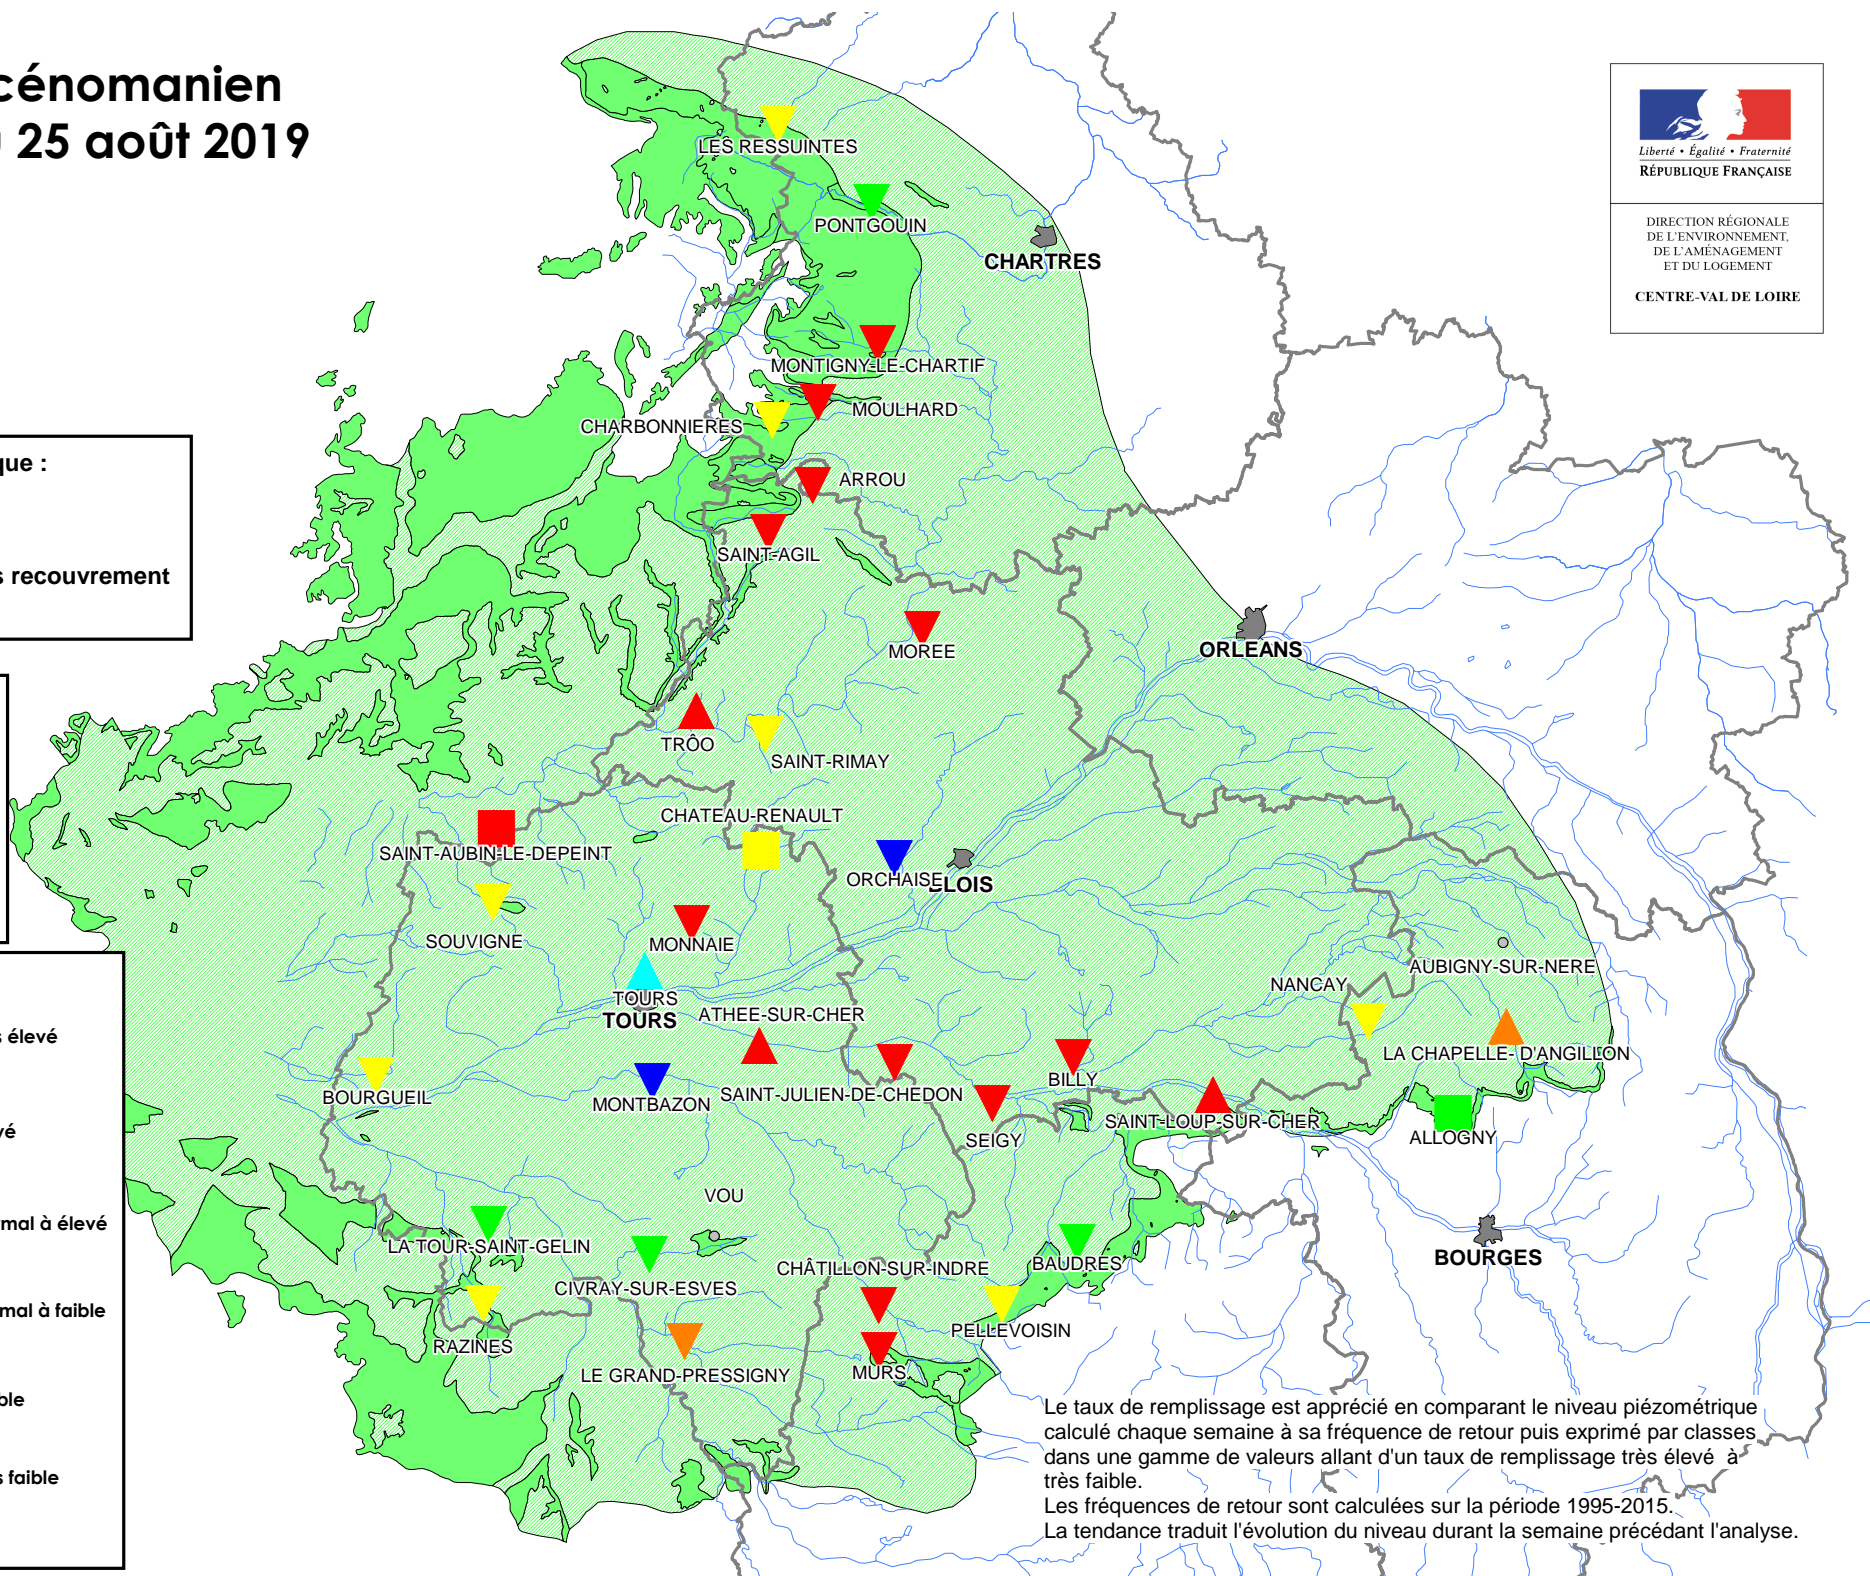 cénomanien
25 août 2019
Liberté • Égalité • Fraternité
RÉPUBLIQUE FRANÇAISE
DIRECTION RÉGIONALE
DE L'ENVIRONNEMENT,
DE L'AMÉNAGEMENT
ET DU LOGEMENT
CENTRE-VAL DE LOIRE
LES RESSUINTES
PONTGOUIN
CHARTRES
MONTIGNY-LE-CHARTIF
MOULHARD
CHARBONNIERES
que :
ARROU
SAINT-AGIL
s recouvrement
MOREE
ORLEANS
TRÔO
SAINT-RIMAY
CHATEAU-RENAULT
SAINT-AUBIN-LE-DEPEINT
ORCHAISE
BLOIS
SOUVIGNE
MONNAIE
AUBIGNY-SUR-NERE
NANCAY
TOURS
TOURS
ATHEE-SUR-CHER
s élevé
LA CHAPELLE- D'ANGILLON
BILLY
SAINT-JULIEN-DE-CHEDON
BOURGUEIL
MONTBAZON
SAINT-LOUP-SUR-CHER
vé
SEIGY
ALLOGNY
VOU
mal à élevé
LA TOUR-SAINT-GELIN
BOURGES
BAUDRES
CHÂTILLON-SUR-INDRE
CIVRAY-SUR-ESVES
mal à faible
PELLEVOISIN
RAZINES
MURS
LE GRAND-PRESSIGNY
ble
s faible
Le taux de remplissage est apprécié en comparant le niveau piézométrique
calculé chaque semaine à sa fréquence de retour puis exprimé par classes
dans une gamme de valeurs allant d'un taux de remplissage très élevé à
très faible.
Les fréquences de retour sont calculées sur la période 1995-2015.
La tendance traduit l'évolution du niveau durant la semaine précédant l'analyse.